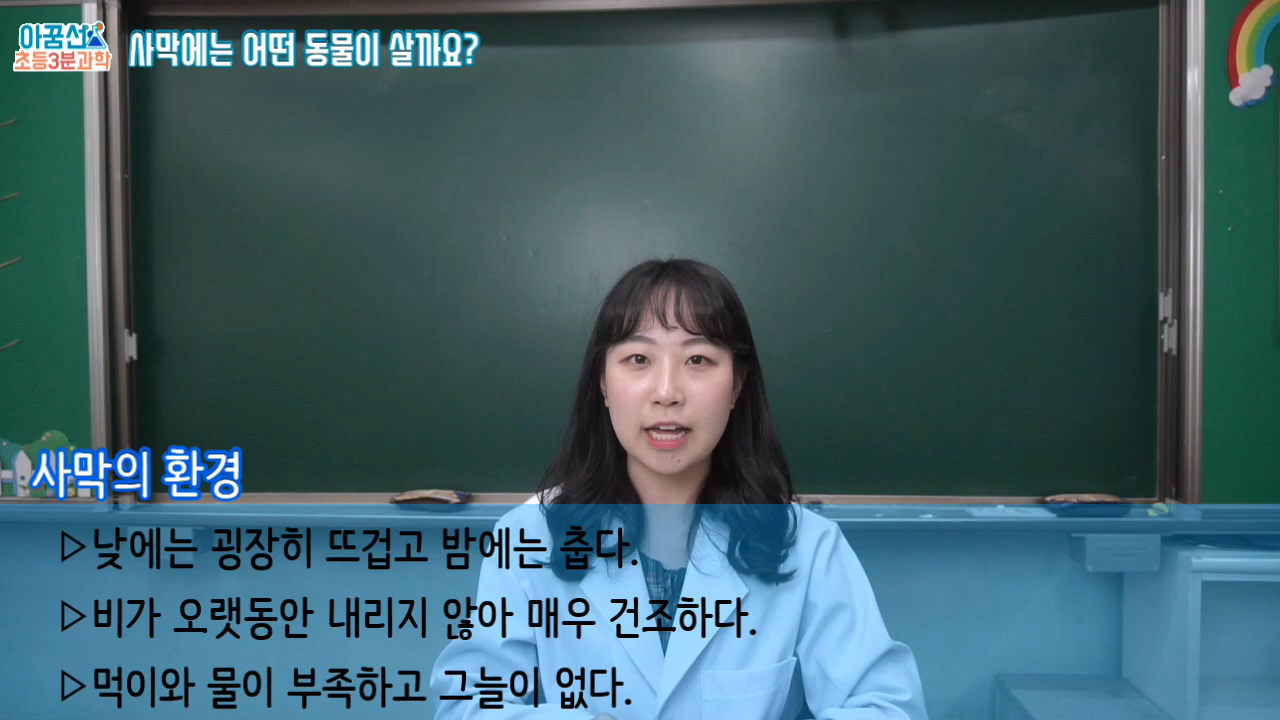 아꿈선
초등3분과학
사막에는 어떤 동물이 살까요?
사막의 환경
▷낮에는 굉장히 뜨겁고 밤에는 춥다.
▷비가 오랫동안 내리지 않아 매우 건조하다.
▷먹이와 물이 부족하고 그늘이 없다.